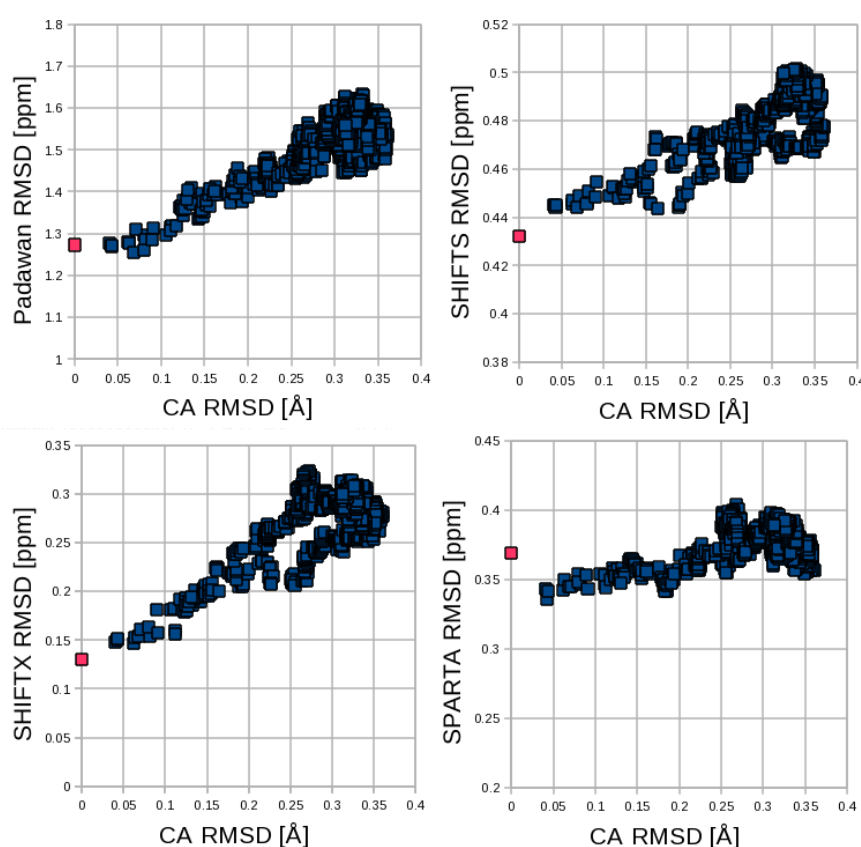 1.8
1.7
1.6
1.5
1.4
1.3
1.2
1.1
1
Padawan RMSD [ppm]
0 0.05 0.1 0.15 0.2 0.25 0.3 0.35 0.4
CA RMSD [Å]
0.52
0.5
0.48
0.46
0.44
0.42
0.4
0.38
SHIFTS RMSD [ppm]
0 0.05 0.1 0.15 0.2 0.25 0.3 0.35 0.4
CA RMSD [Å]
0.35
0.3
0.25
0.2
0.15
0.1
0.05
0
SHIFTX RMSD [ppm]
0 0.05 0.1 0.15 0.2 0.25 0.3 0.35 0.4
CA RMSD [Å]
0.45
0.4
0.35
0.3
0.25
0.2
SPARTA RMSD [ppm]
0 0.05 0.1 0.15 0.2 0.25 0.3 0.35 0.4
CA RMSD [Å]